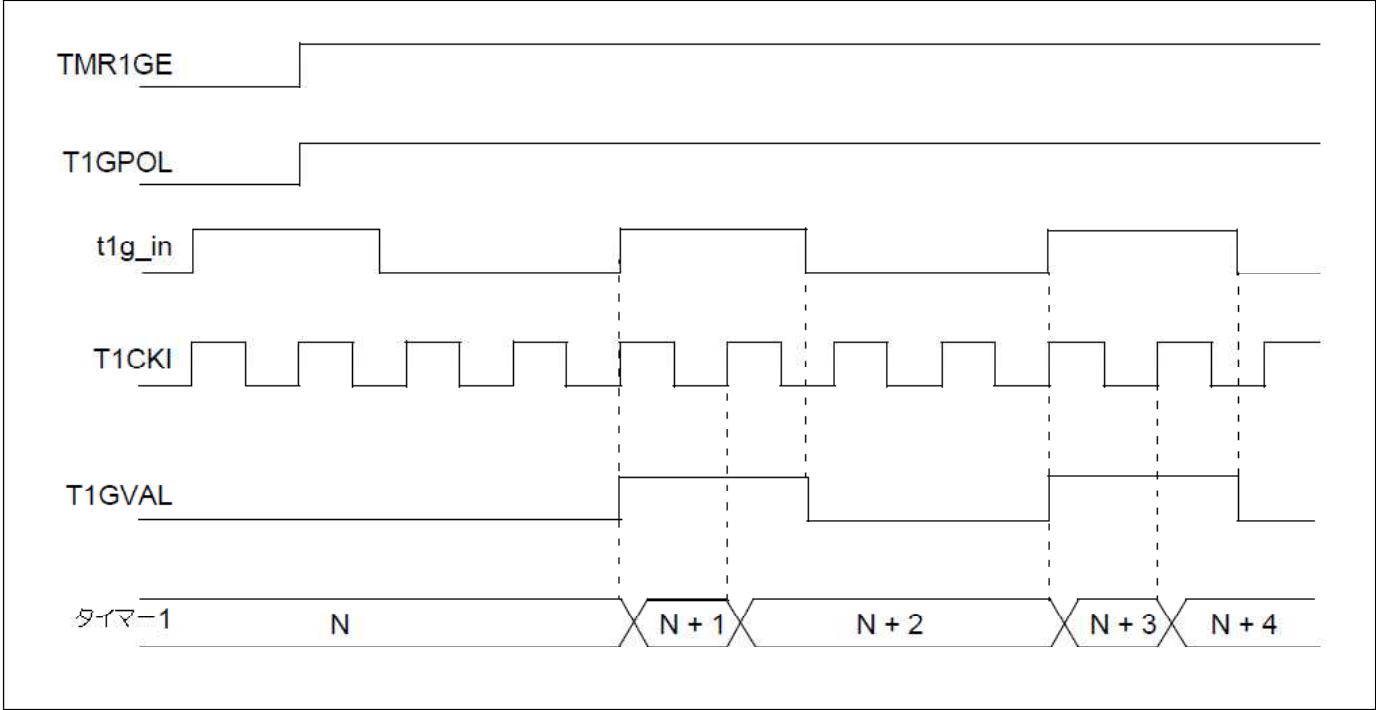 TMR1GE
T1GPOL
t1g_in
T1CKI
T1GVAL
タイマー1
N
N + 1
N + 2
N + 3
N + 4